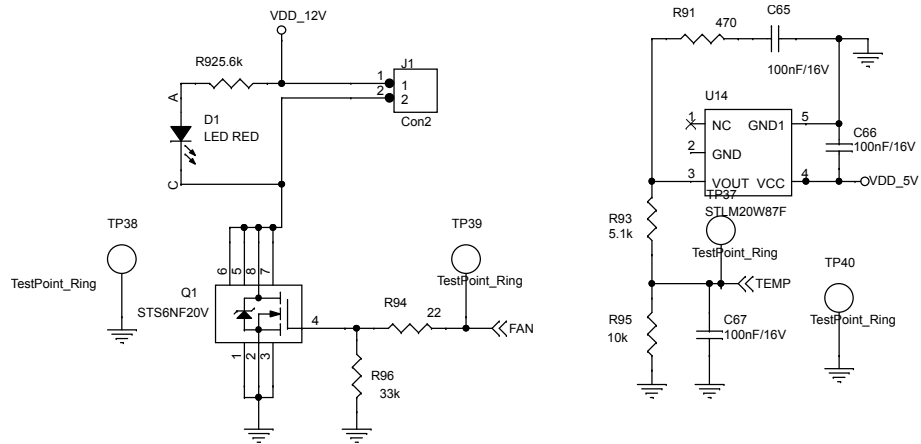 VDD_12V
R925.6k
A
D1
LED RED
C
J1
1
2
1
2
Con2
TP38
TestPoint_Ring
6
5
8
7
Q1
STS6NF20V
4
1
2
3
R94
22
TP39
TestPoint_Ring
FAN
R96
33k
R91
470
C65
100nF/16V
U14
1
NC
GND1
5
2
GND
3
VOUT
VCC
4
C66
100nF/16V
VDD_5V
TP37
STLM20W87F
R93
5.1k
TestPoint_Ring
TEMP
TP40
TestPoint_Ring
R95
10k
C67
100nF/16V